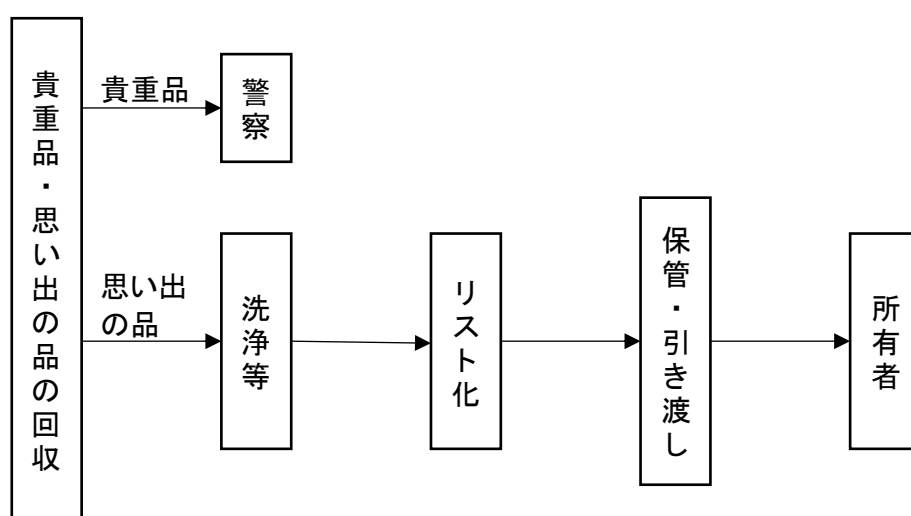 貴重品・思い出の品の回収
貴重品
警察
思い出
の品
洗浄等
リスト化
保管・引き渡し
所有者